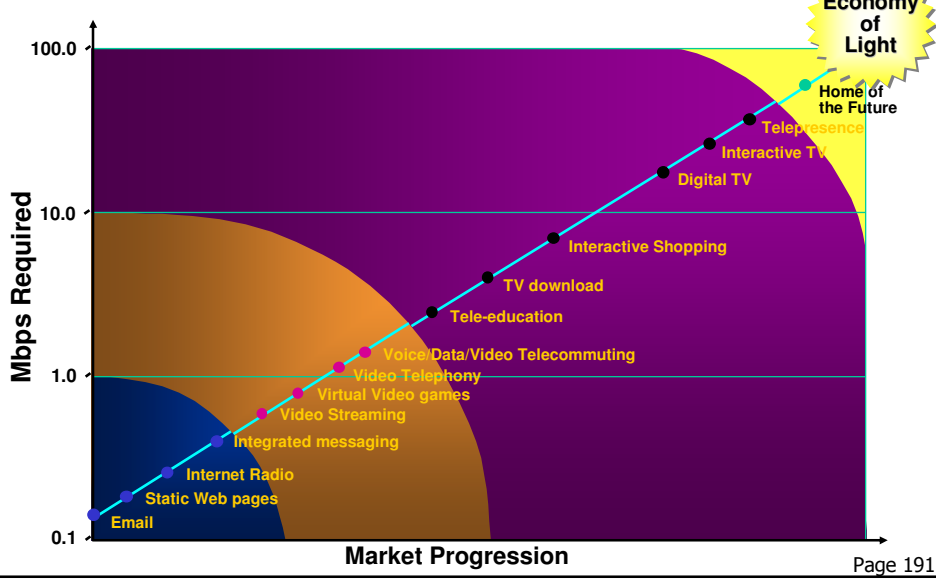 Economy
of
Light
100.0
Home of
the Future
Telepresence
Interactive TV
Digital TV
10.0
Interactive Shopping
TV download
Tele-education
Voice/Data/Video Telecommuting
1.0
Video Telephony
Virtual Video games
Video Streaming
Integrated messaging
Internet Radio
Static Web pages
Email
0.1
Mbps Required
Market Progression
Page 191